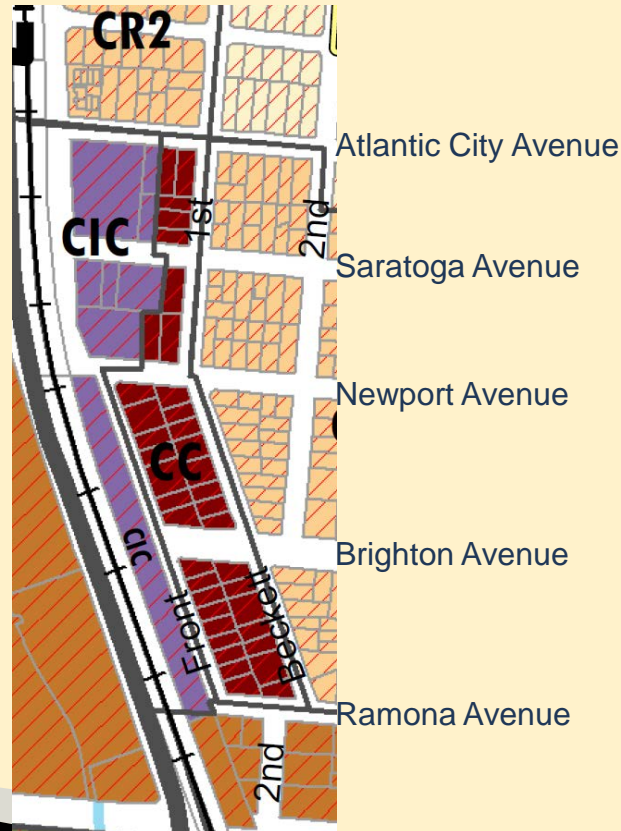 CR2
Atlantic City Avenue
1st
2nd
CIC
Saratoga Avenue
Newport Avenue
CC
CIC
Brighton Avenue
Front
Beckett
Ramona Avenue
2nd